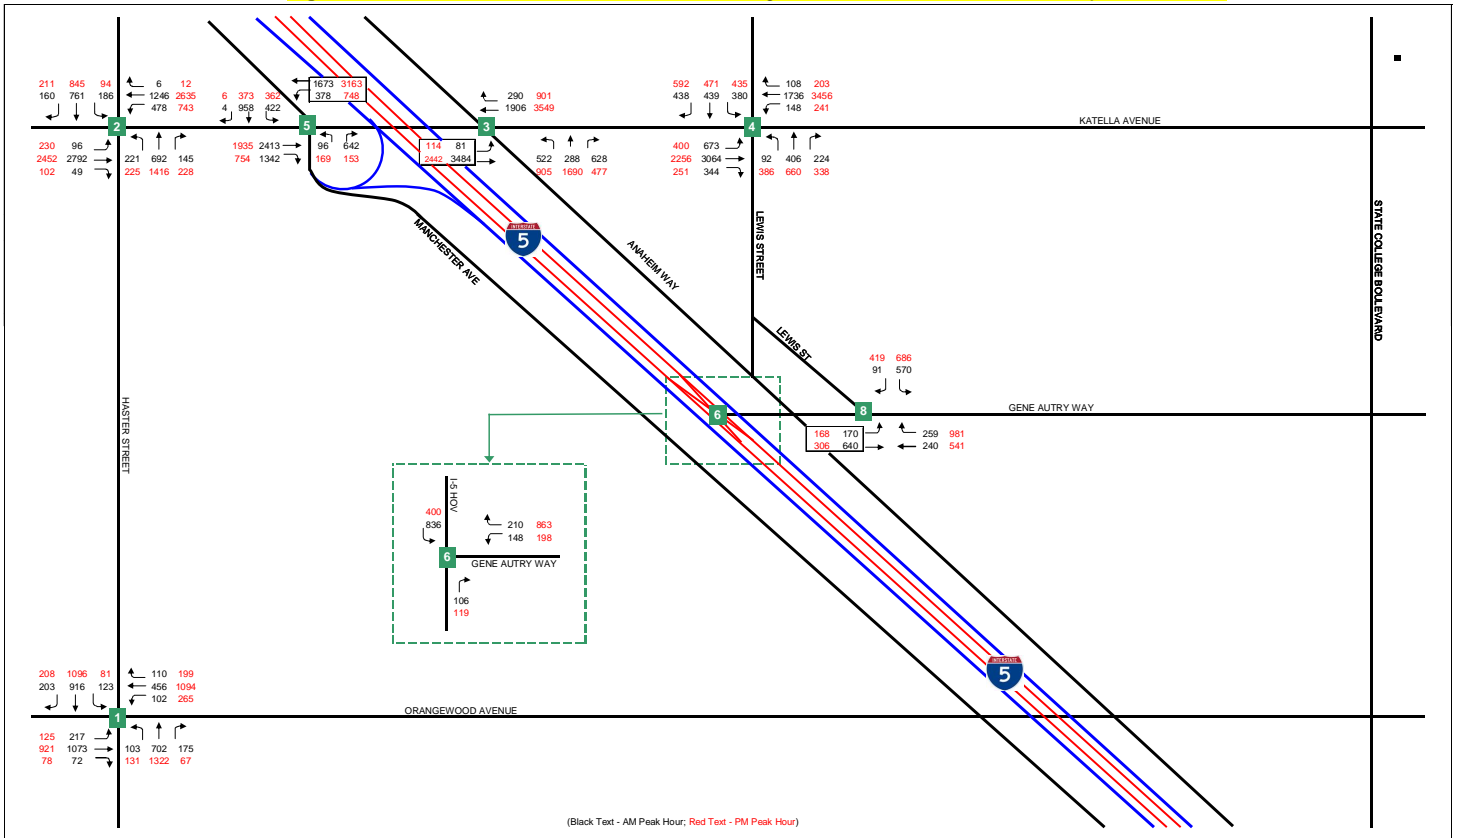 211 845 94
160 761 186
6 12
1246 2635
478 743
2
230 96
2452 2792
102 49
221 692 145
225 1416 228
6 373 362
4 958 422
1673 3163
378 748
5
1935 2413
754 1342
96 642
169 153
290 901
1906 3549
3
114 81
2442 3484
522 288 628
905 1690 477
592 471 435
438 439 380
108 203
1736 3456
148 241
KATELLA AVENUE
4
400 673
2256 3064
251 344
92 406 224
386 660 338
MANCHESTER AVE
INTERSTATE
5
ANAHEIM WAY
LEWIS STREET
STATE COLLEGE BOULEVARD
LEWIS ST
419 686
91 570
HASTER STREET
6
8
GENE AUTRY WAY
168 170
306 640
259 981
240 541
I-5 HOV
400
836
210 863
148 198
6
GENE AUTRY WAY
106
119
INTERSTATE
5
208 1096 81
203 916 123
110 199
456 1094
102 265
ORANGEWOOD AVENUE
1
125 217
921 1073
78 72
103 702 175
131 1322 67
(Black Text - AM Peak Hour; Red Text - PM Peak Hour)